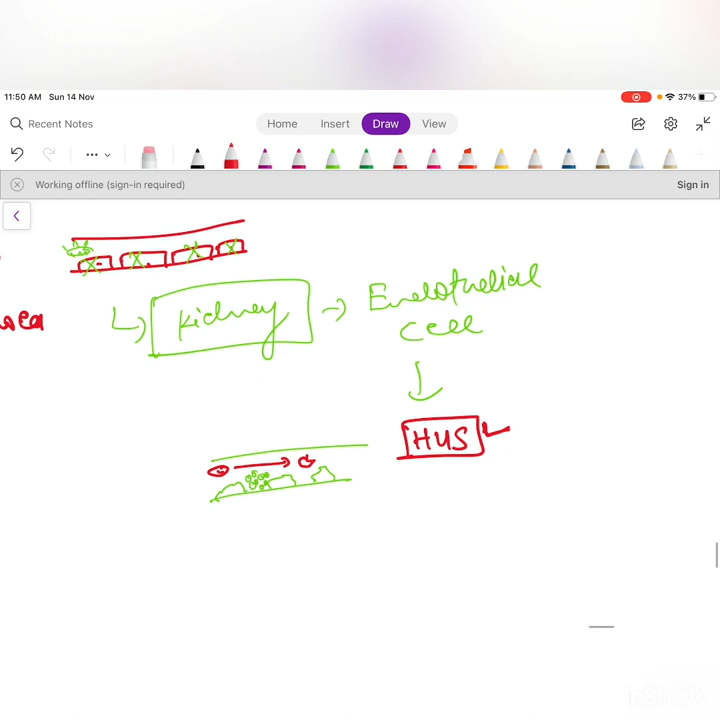 11:50 AM Sun 14 Nov
37%
Recent Notes
Home Insert Draw View
Working offline (sign-in required)
Sign in
Kidney
Endothelial
cell
HUS